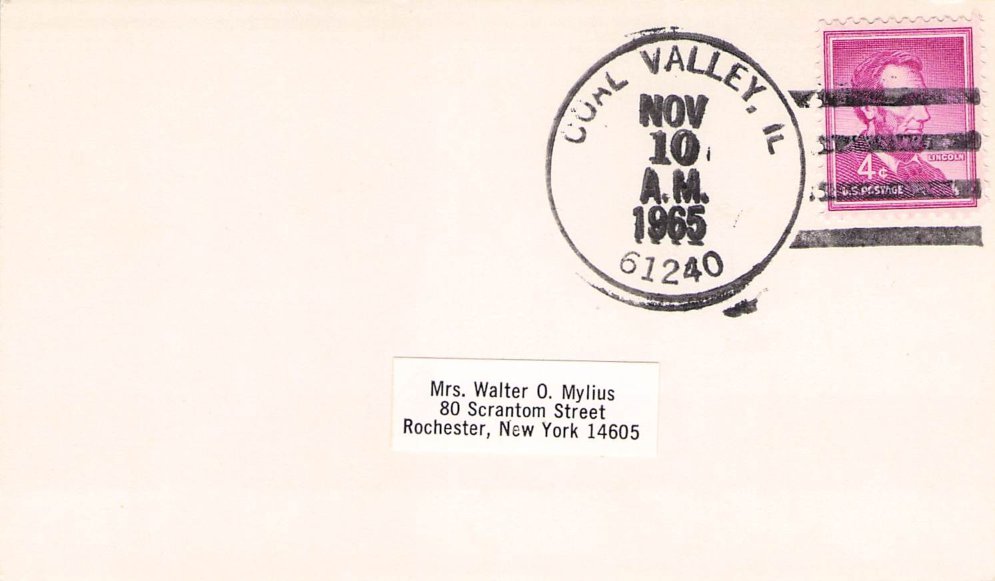 COAL VALLEY, IL
NOV
10
A.M.
1965
61240
LINCOLN
4¢
U.S. POSTAGE
Mrs. Walter O. Mylius
80 Scrantom Street
Rochester, New York 14605